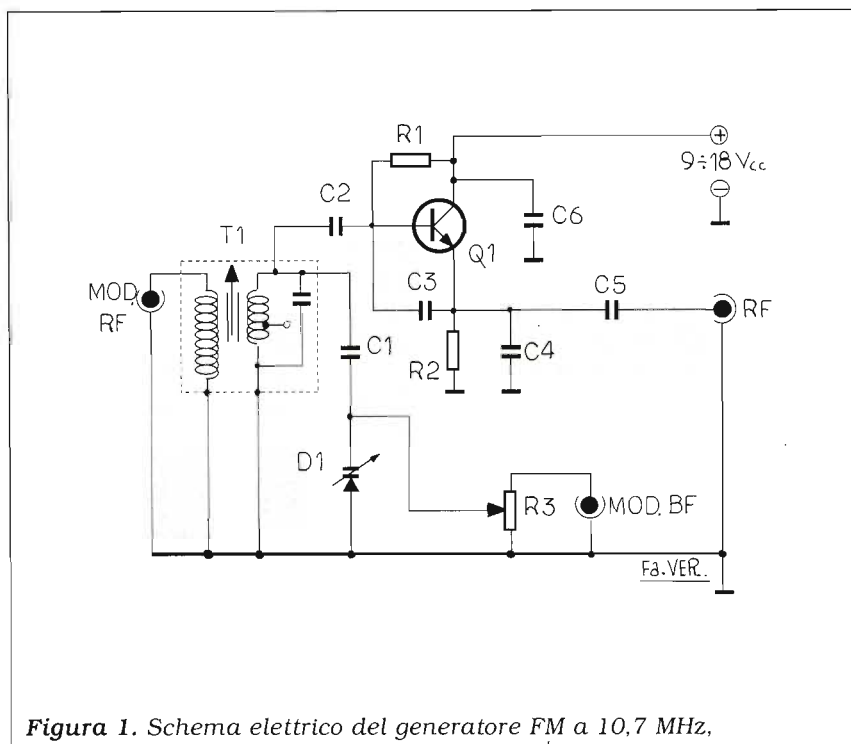 R1
+
9÷18 Vcc
−
C2
C6
T1
Q1
MOD.
RF
C3
C5
RF
C1
R2
C4
D1
R3
MOD. BF
Fa.VER.
Figura 1. Schema elettrico del generatore FM a 10,7 MHz,